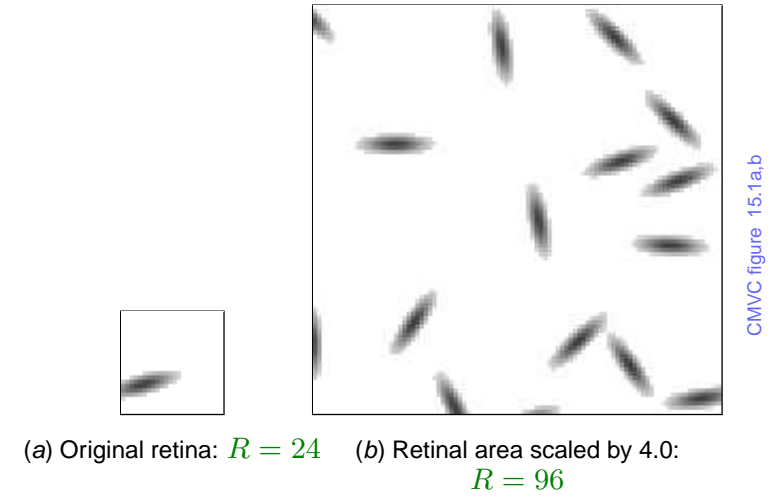 (a) Original retina: R = 24
(b) Retinal area scaled by 4.0:
R = 96
CMVC figure 15.1a,b